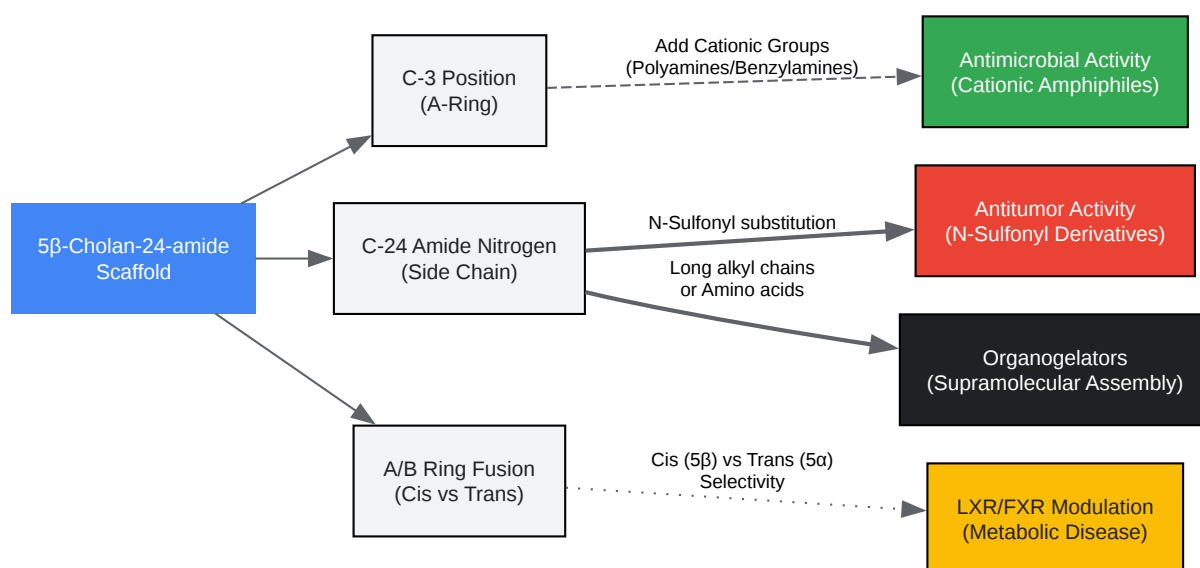 5β-Cholan-24-amide
Scaffold
C-3 Position
(A-Ring)
Add Cationic Groups
(Polyamines/Benzylamines)
Antimicrobial Activity
(Cationic Amphiphiles)
C-24 Amide Nitrogen
(Side Chain)
N-Sulfonyl substitution
Antitumor Activity
(N-Sulfonyl Derivatives)
Long alkyl chains
or Amino acids
Organogelators
(Supramolecular Assembly)
A/B Ring Fusion
(Cis vs Trans)
Cis (5β) vs Trans (5α)
Selectivity
LXR/FXR Modulation
(Metabolic Disease)